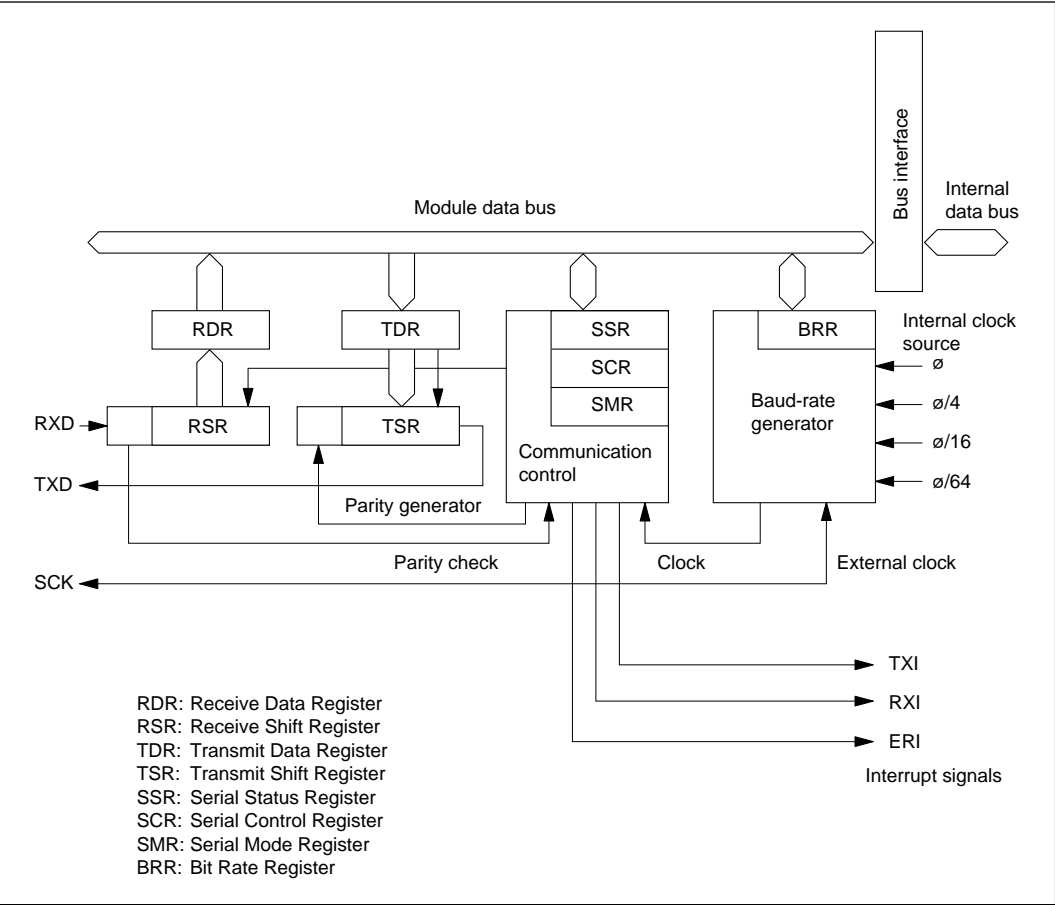 Bus interface
Internal
data bus
Module data bus
RDR
TDR
SSR
SCR
SMR
BRR
Internal clock
source
ø
ø/4
ø/16
ø/64
Baud-rate
generator
RXD
RSR
TSR
Communication
control
TXD
Parity generator
Parity check
Clock
External clock
SCK
TXI
RXI
ERI
Interrupt signals
RDR: Receive Data Register
RSR: Receive Shift Register
TDR: Transmit Data Register
TSR: Transmit Shift Register
SSR: Serial Status Register
SCR: Serial Control Register
SMR: Serial Mode Register
BRR: Bit Rate Register